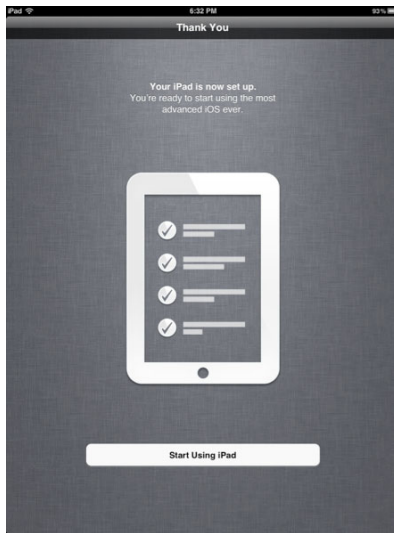 iPad 6:32 PM 93%
Thank You
Your iPad is now set up.
You're ready to start using the most
advanced iOS ever.
Start Using iPad